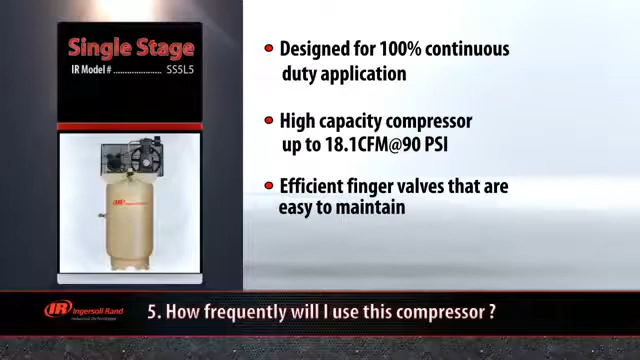 Single Stage
IR Model # ..................... SS5L5
Designed for 100% continuous
duty application
High capacity compressor
up to 18.1CFM@90 PSI
Efficient finger valves that are
easy to maintain
IR Ingersoll Rand
Industrial Technologies
5. How frequently will I use this compressor ?